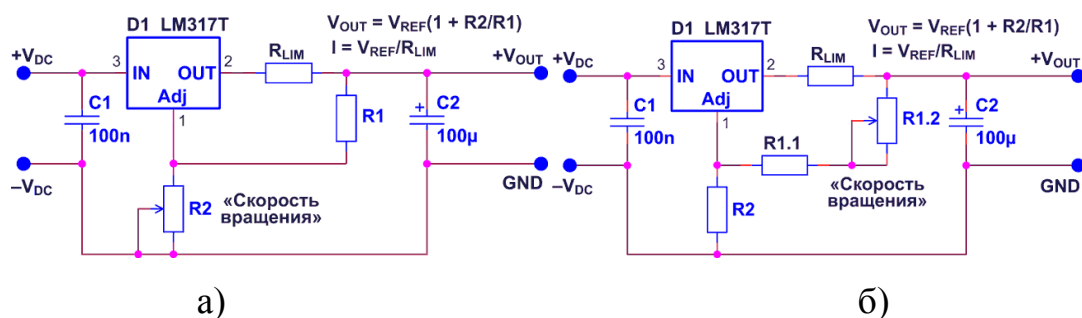 D1 LM317T
V_OUT = V_REF(1 + R2/R1)
I = V_REF/R_LIM
+V_DC
3
IN
OUT
2
R_LIM
+V_OUT
Adj
C1
100n
1
R1
+
C2
100µ
–V_DC
GND
«Скорость
вращения»
R2
а)
D1 LM317T
V_OUT = V_REF(1 + R2/R1)
I = V_REF/R_LIM
+V_DC
3
IN
OUT
2
R_LIM
+V_OUT
Adj
C1
100n
1
R1.1
R1.2
+
C2
100µ
–V_DC
GND
«Скорость
вращения»
R2
б)